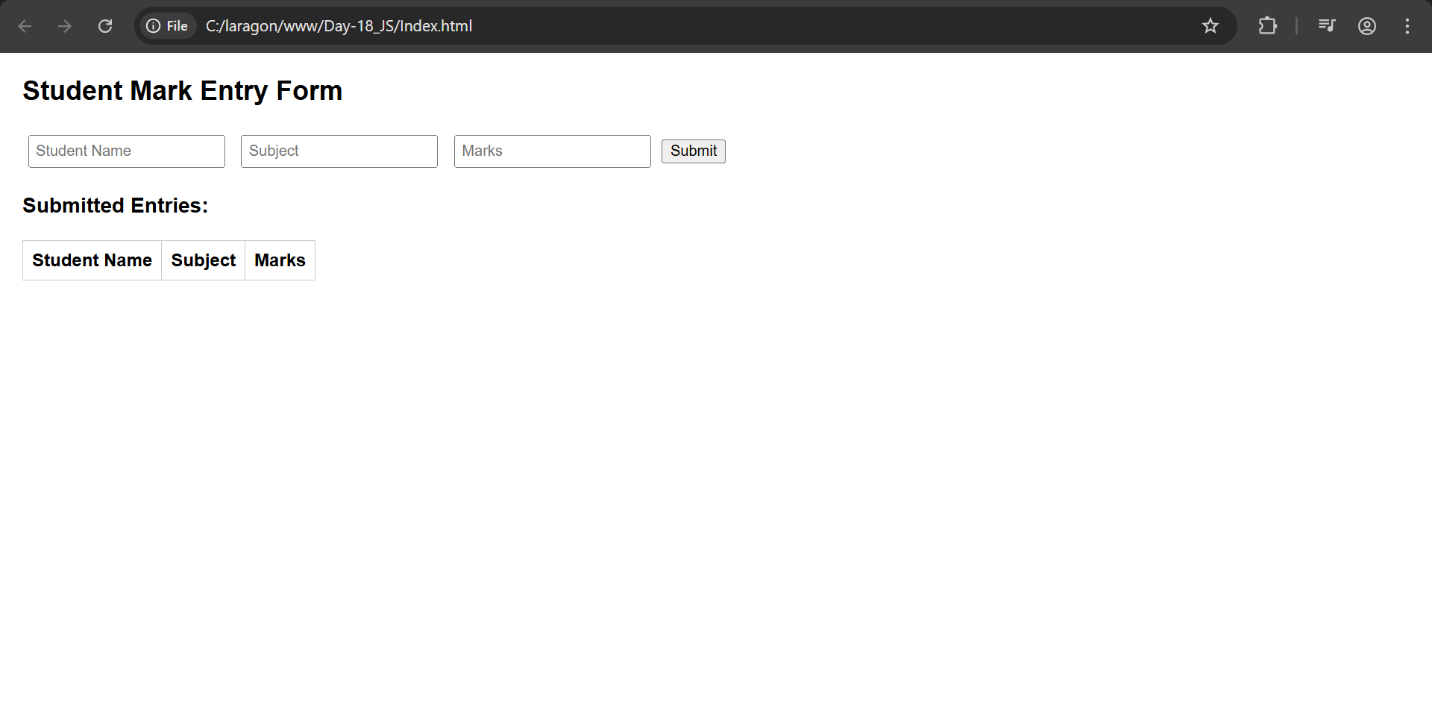 File C:/laragon/www/Day-18_JS/Index.html
Student Mark Entry Form
Student Name Subject Marks Submit
Submitted Entries:
Student Name Subject Marks